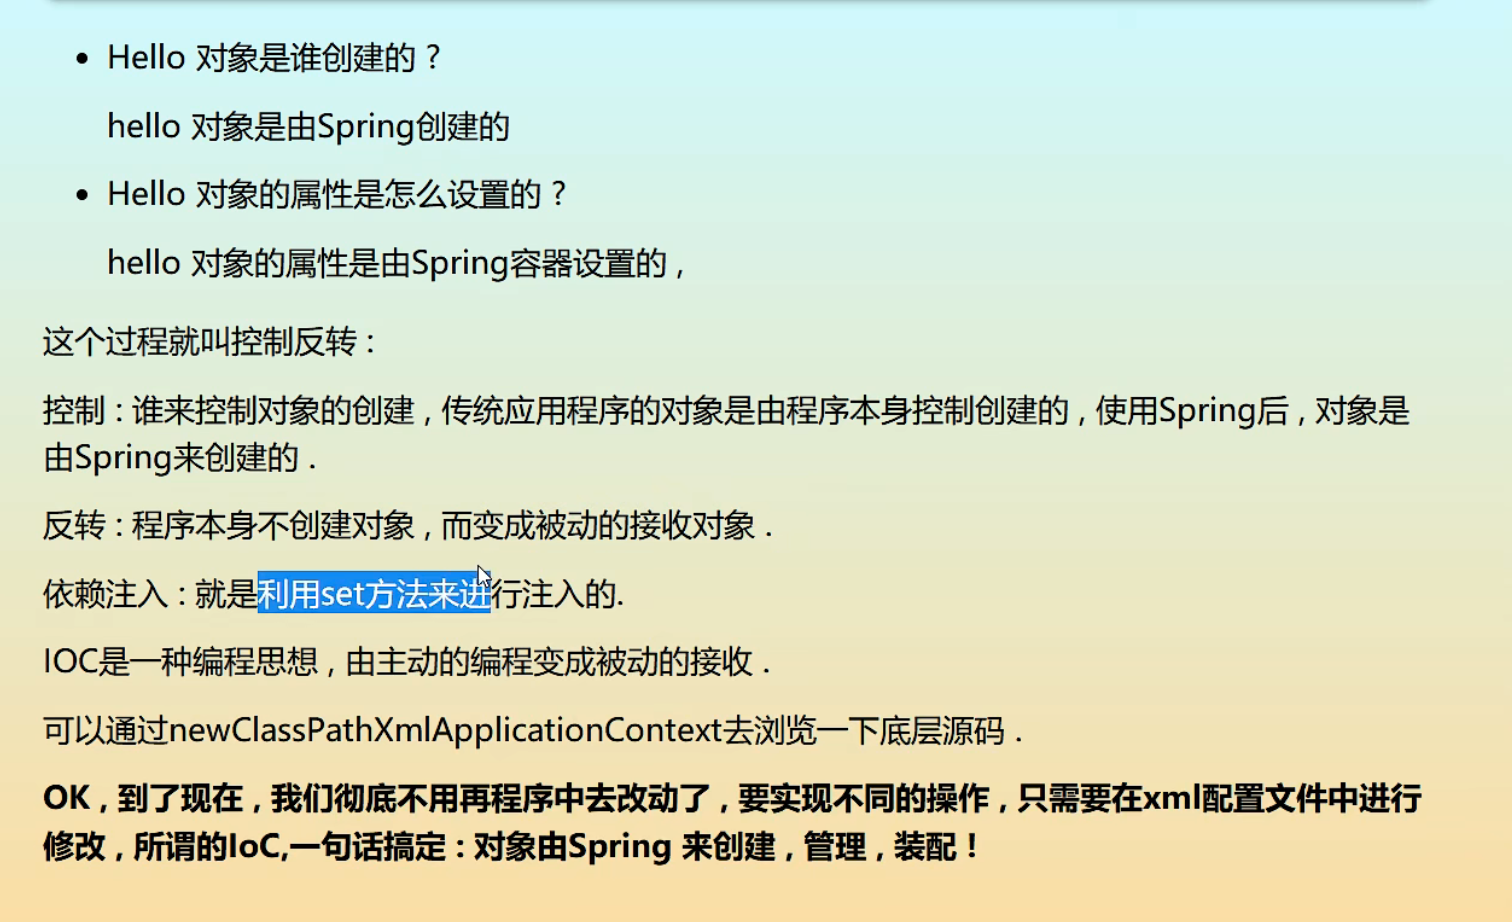 • Hello 对象是谁创建的？
hello 对象是由Spring创建的
• Hello 对象的属性是怎么设置的？
hello 对象的属性是由Spring容器设置的 ,
这个过程就叫控制反转 :
控制 : 谁来控制对象的创建 , 传统应用程序的对象是由程序本身控制创建的 , 使用Spring后 , 对象是
由Spring来创建的 .
反转 : 程序本身不创建对象 , 而变成被动的接收对象 .
依赖注入 : 就是利用set方法来进行注入的.
IOC是一种编程思想 , 由主动的编程变成被动的接收 .
可以通过newClassPathXmlApplicationContext去浏览一下底层源码 .
OK , 到了现在 , 我们彻底不用再程序中去改动了 , 要实现不同的操作 , 只需要在xml配置文件中进行
修改 , 所谓的IoC,一句话搞定 : 对象由Spring 来创建 , 管理 , 装配 !